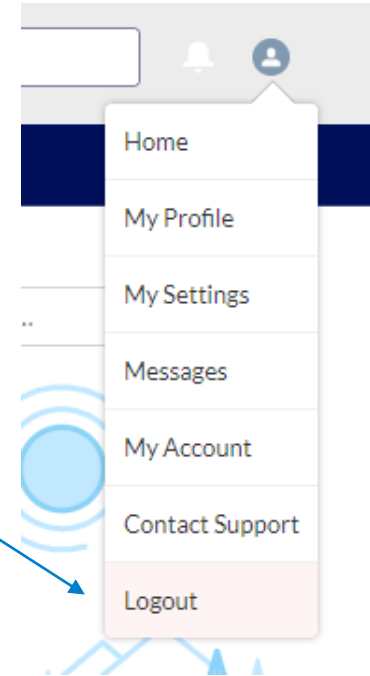 Home
My Profile
My Settings
..
Messages
My Account
Contact Support
Logout